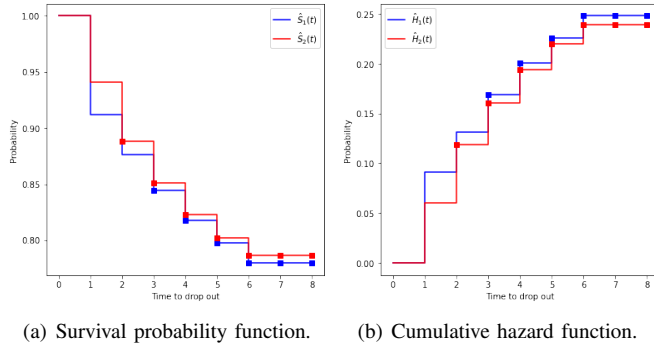 1.00
0.95
0.90
0.85
0.80
Probability
0 1 2 3 4 5 6 7 8
Time to drop out
Ŝ₁(t)
Ŝ₂(t)
(a) Survival probability function.
0.25
0.20
0.15
0.10
0.05
0.00
Probability
0 1 2 3 4 5 6 7 8
Time to drop out
Ĥ₁(t)
Ĥ₂(t)
(b) Cumulative hazard function.